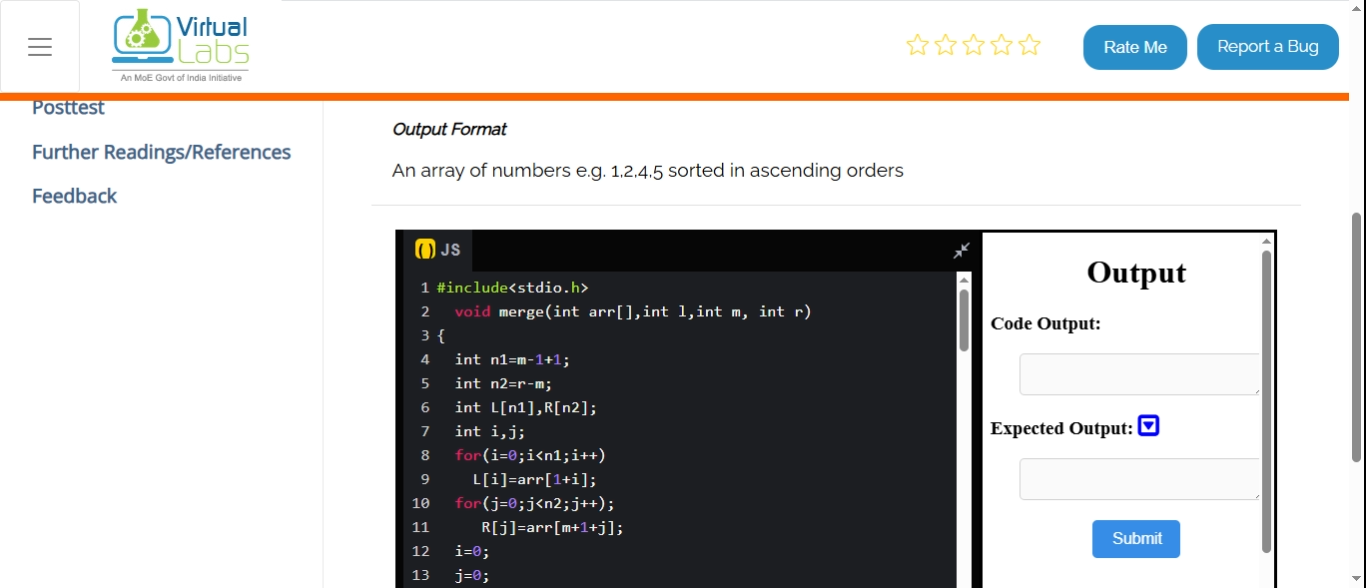 Virtual
Labs
An MoE Govt of India Initiative
Rate Me
Report a Bug
Posttest
Further Readings/References
Feedback
Output Format
An array of numbers e.g. 1,2,4,5 sorted in ascending orders
JS
1 #include<stdio.h>
2 void merge(int arr[],int l,int m, int r)
3 {
4 int n1=m-1+1;
5 int n2=r-m;
6 int L[n1],R[n2];
7 int i,j;
8 for(i=0;i<n1;i++)
9 L[i]=arr[1+i];
10 for(j=0;j<n2;j++);
11 R[j]=arr[m+1+j];
12 i=0;
13 j=0;
Output
Code Output:
Expected Output:
Submit